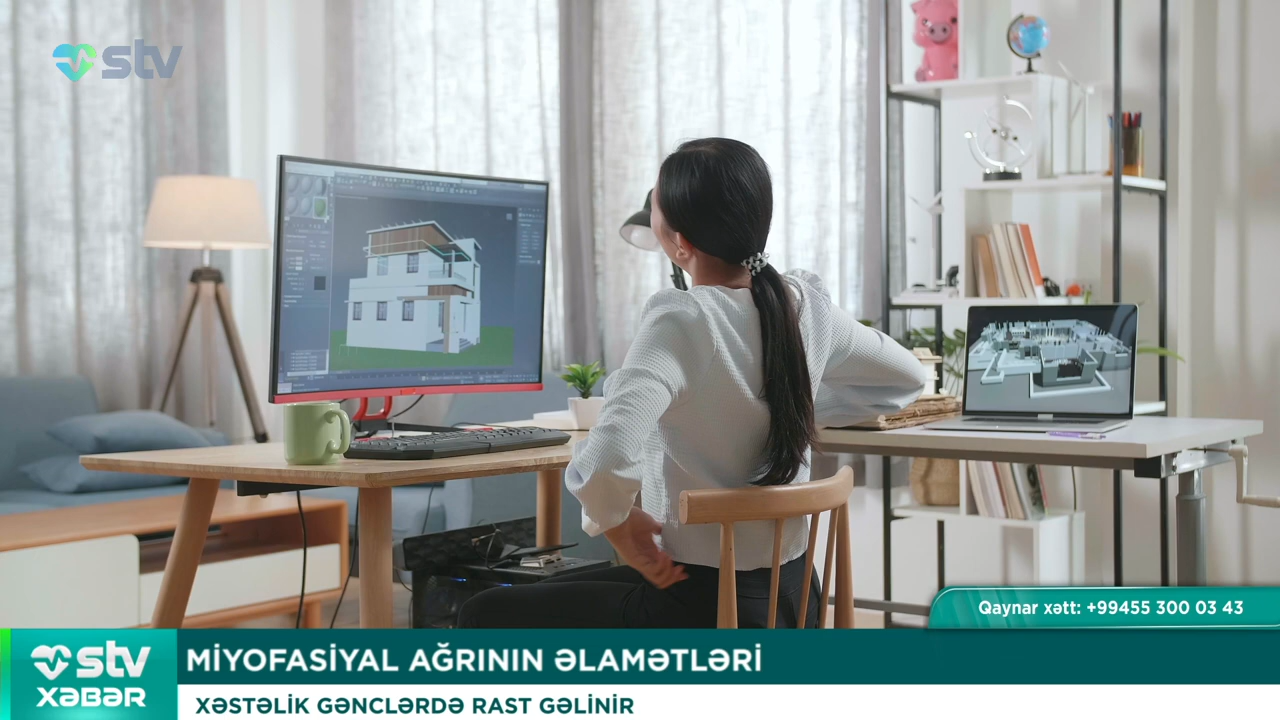 stv
Qaynar xətt: +99455 300 03 43
stv
XƏBƏR
MİYOFASİYAL AĞRININ ƏLAMƏTLƏRİ
XƏSTƏLİK GƏNCLƏRDƏ RAST GƏLİNİR